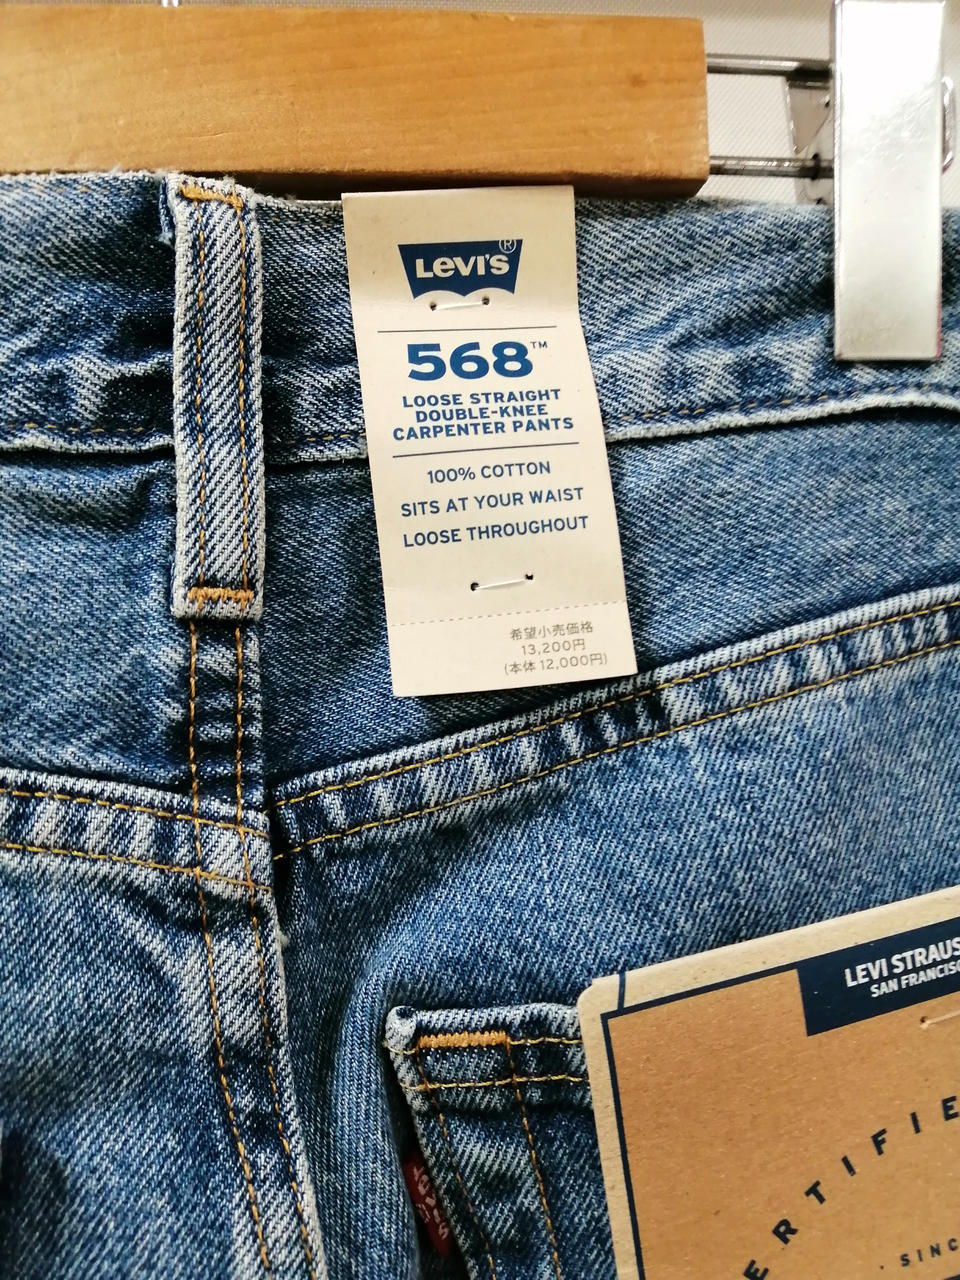 Levi's®
568™
LOOSE STRAIGHT
DOUBLE-KNEE
CARPENTER PANTS
100% COTTON
SITS AT YOUR WAIST
LOOSE THROUGHOUT
希望小売価格
13,200円
(本体 12,000円)
LEVI STRAUS
SAN FRANCISC
ERTIFIE
SINC